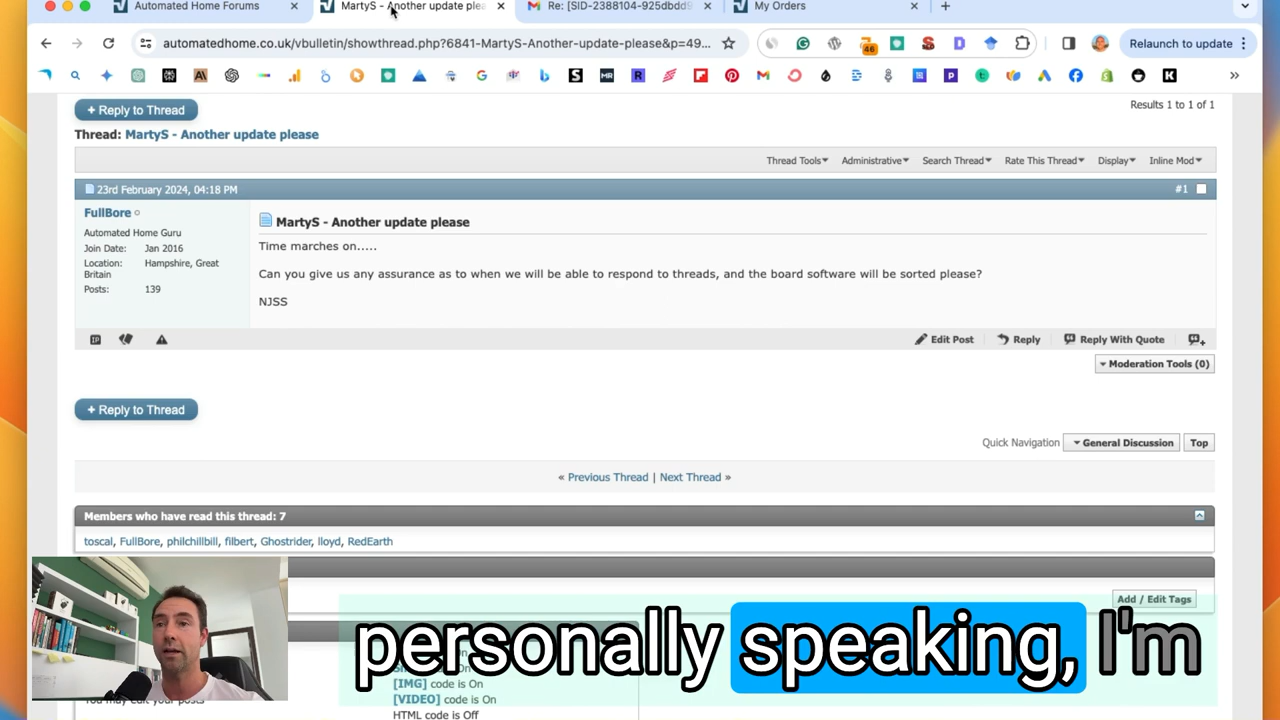 Automated Home Forums
MartyS - Another update plea
Re: [SID-2388104-925dbdd9
My Orders
automatedhome.co.uk/vbulletin/showthread.php?6841-MartyS-Another-update-please&p=49...
46
Relaunch to update
+ Reply to Thread
Results 1 to 1 of 1
Thread: MartyS - Another update please
Thread Tools
Administrative
Search Thread
Rate This Thread
Display
Inline Mod
23rd February 2024, 04:18 PM
#1
FullBore
Automated Home Guru
Join Date: Jan 2016
Location: Hampshire, Great Britain
Posts: 139
MartyS - Another update please
Time marches on.....
Can you give us any assurance as to when we will be able to respond to threads, and the board software will be sorted please?
NJSS
Edit Post
Reply
Reply With Quote
Moderation Tools (0)
+ Reply to Thread
Quick Navigation
General Discussion
Top
« Previous Thread | Next Thread »
Members who have read this thread: 7
toscal, FullBore, philchillbill, filbert, Ghostrider, lloyd, RedEarth
Add / Edit Tags
personally speaking, I'm
[IMG] code is On
[VIDEO] code is On
HTML code is Off